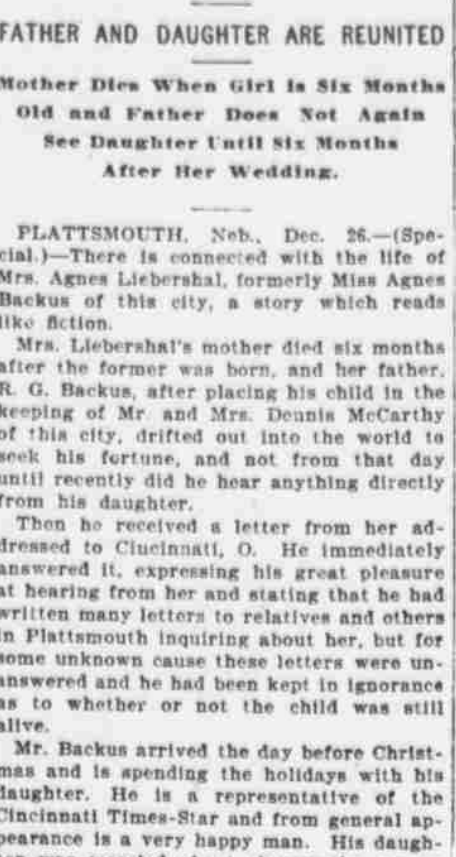 FATHER AND DAUGHTER ARE REUNITED
Mother Dies When Girl Is Six Months
Old and Father Does Not Again
See Daughter Until Six Months
After Her Wedding.
PLATTSMOUTH, Neb., Dec. 26.—(Spe-
cial.)—There is connected with the life of
Mrs. Agnes Liebershal, formerly Miss Agnes
Backus of this city, a story which reads
like fiction.
Mrs. Liebershal's mother died six months
after the former was born, and her father,
R. G. Backus, after placing his child in the
keeping of Mr. and Mrs. Dennis McCarthy
of this city, drifted out into the world to
seek his fortune, and not from that day
until recently did he hear anything directly
from his daughter.
Then he received a letter from her ad-
dressed to Cincinnati, O. He immediately
answered it, expressing his great pleasure
at hearing from her and stating that he had
written many letters to relatives and others
in Plattsmouth inquiring about her, but for
some unknown cause these letters were un-
answered and he had been kept in ignorance
as to whether or not the child was still
alive.
Mr. Backus arrived the day before Christ-
mas and is spending the holidays with his
daughter. He is a representative of the
Cincinnati Times-Star and from general ap-
pearance is a very happy man. His daugh-